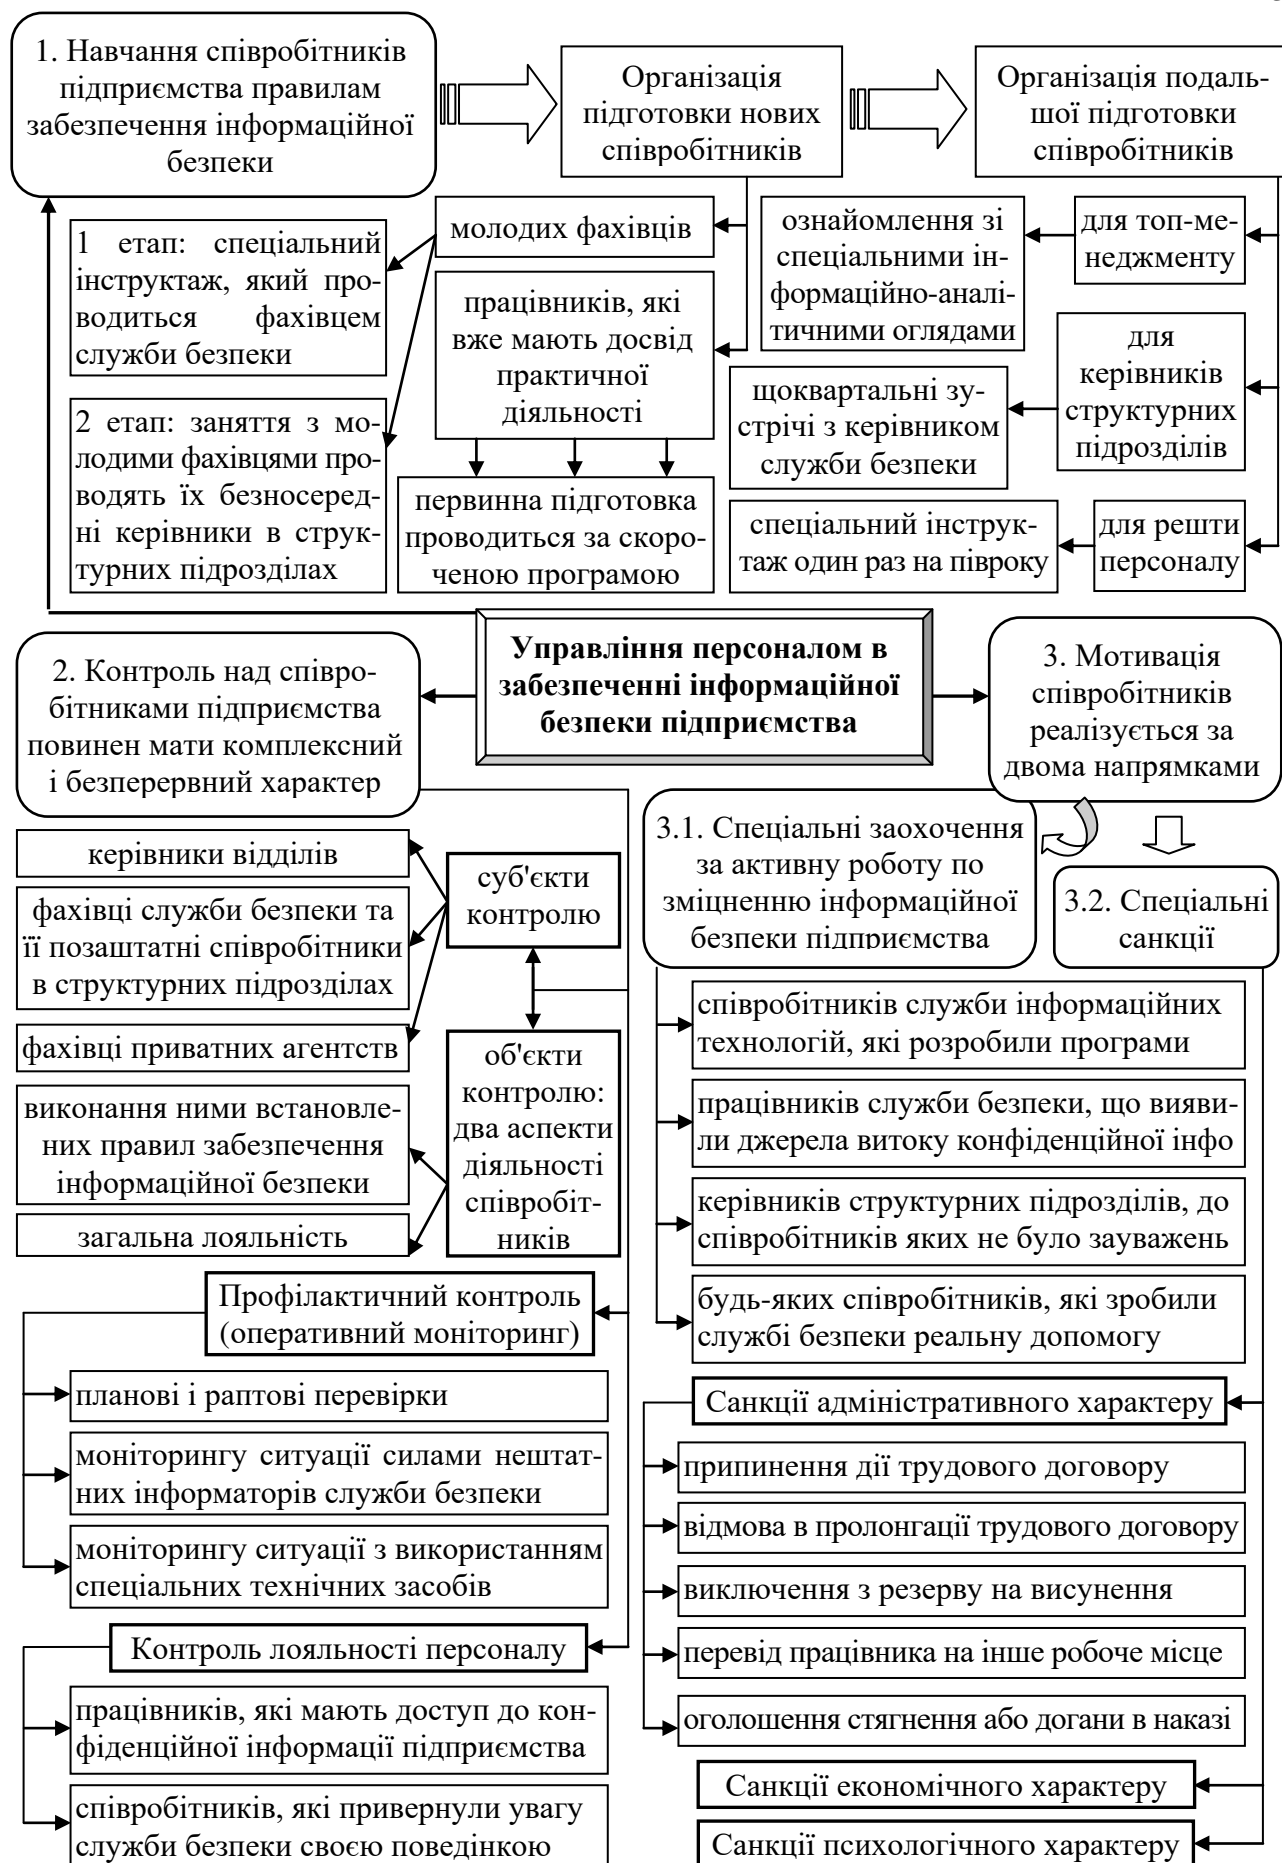 1. Навчання співробітників
підприємства правилам
забезпечення інформаційної
безпеки
Організація
підготовки нових
співробітників
Організація подаль-
шої підготовки
співробітників
1 етап: спеціальний
інструктаж, який про-
водиться фахівцем
служби безпеки
2 етап: заняття з мо-
лодими фахівцями про-
водять їх безносеред-
ні керівники в струк-
турних підрозділах
молодих фахівців
працівників, які
вже мають досвід
практичної
діяльності
первинна підготовка
проводиться за скоро-
ченою програмою
ознайомлення зі
спеціальними ін-
формаційно-аналі-
тичними оглядами
для топ-ме-
неджменту
щоквартальні зу-
стрічі з керівником
служби безпеки
для
керівників
структурних
підрозділів
спеціальний інструк-
таж один раз на півроку
для решти
персоналу
Управління персоналом в
забезпеченні інформаційної
безпеки підприємства
2. Контроль над співро-
бітниками підприємства
повинен мати комплексний
і безперервний характер
керівники відділів
фахівці служби безпеки та
її позаштатні співробітники
в структурних підрозділах
фахівці приватних агентств
суб'єкти
контролю
об'єкти
контролю:
два аспекти
діяльності
співробіт-
ників
виконання ними встановле-
них правил забезпечення
інформаційної безпеки
загальна лояльність
Профілактичний контроль
(оперативний моніторинг)
планові і раптові перевірки
моніторингу ситуації силами нештат-
них інформаторів служби безпеки
моніторингу ситуації з використанням
спеціальних технічних засобів
Контроль лояльності персоналу
працівників, які мають доступ до кон-
фіденційної інформації підприємства
співробітників, які привернули увагу
служби безпеки своєю поведінкою
3. Мотивація
співробітників
реалізується за
двома напрямками
3.1. Спеціальні заохочення
за активну роботу по
зміцненню інформаційної
безпеки підприємства
3.2. Спеціальні
санкції
співробітників служби інформаційних
технологій, які розробили програми
працівників служби безпеки, що вияви-
ли джерела витоку конфіденційної інфо
керівників структурних підрозділів, до
співробітників яких не було зауважень
будь-яких співробітників, які зробили
службі безпеки реальну допомогу
Санкції адміністративного характеру
припинення дії трудового договору
відмова в пролонгації трудового договору
виключення з резерву на висунення
перевід працівника на інше робоче місце
оголошення стягнення або догани в наказі
Санкції економічного характеру
Санкції психологічного характеру